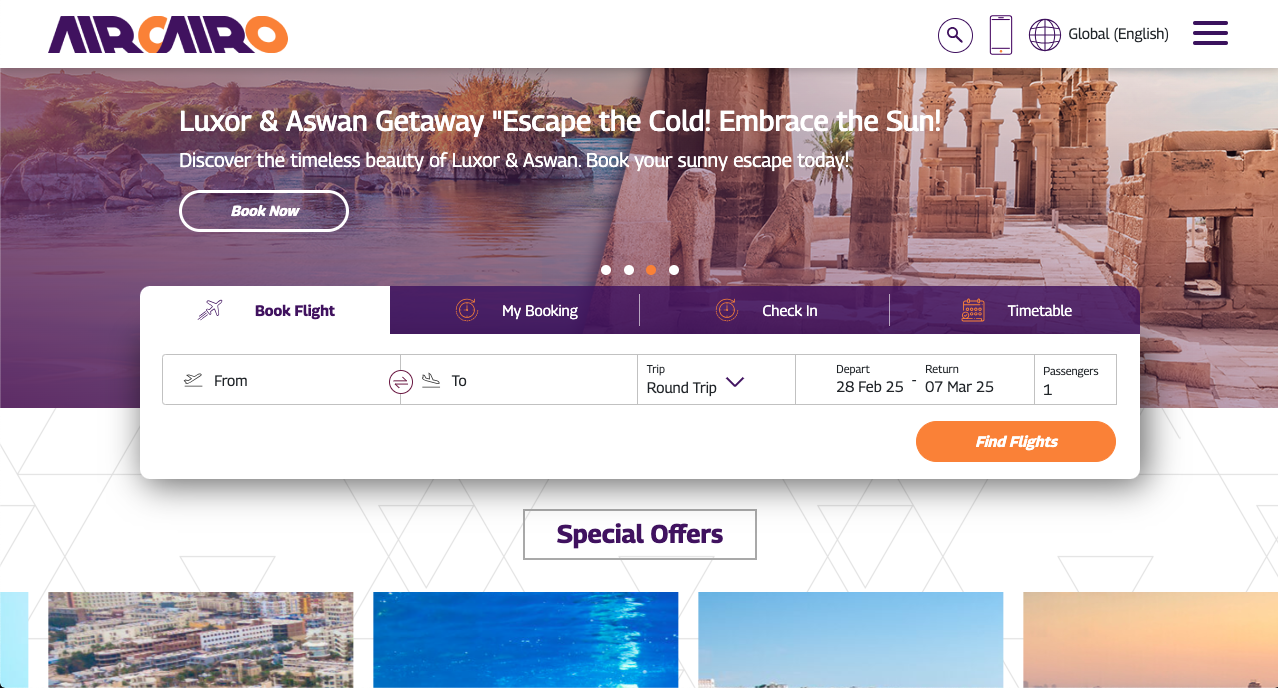 AIRCAIRO
Global (English)
Luxor & Aswan Getaway "Escape the Cold! Embrace the Sun!
Discover the timeless beauty of Luxor & Aswan. Book your sunny escape today!
Book Now
Book Flight
My Booking
Check In
Timetable
From
To
Trip
Round Trip
Depart
28 Feb 25
-
Return
07 Mar 25
Passengers
1
Find Flights
Special Offers